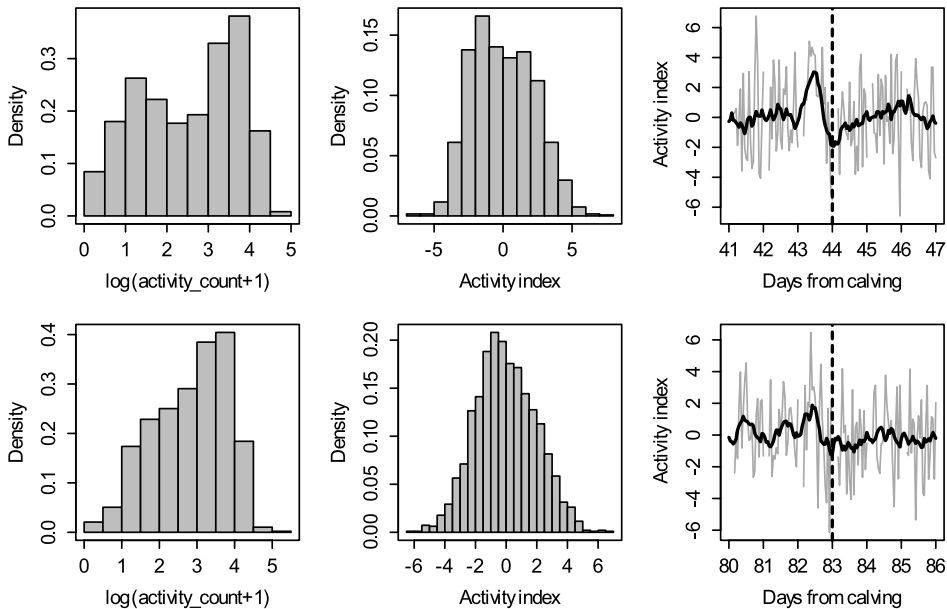 Density
0.0 0.1 0.2 0.3
0 1 2 3 4 5
log(activity_count+1)
Density
0.00 0.05 0.10 0.15
-5 0 5
Activity index
Activity index
-6 -4 -2 0 2 4 6
41 42 43 44 45 46 47
Days from calving
Density
0.0 0.1 0.2 0.3 0.4
0 1 2 3 4 5
log(activity_count+1)
Density
0.00 0.05 0.10 0.15 0.20
-6 -4 -2 0 2 4 6
Activity index
Activity index
-6 -4 -2 0 2 4 6
80 81 82 83 84 85 86
Days from calving